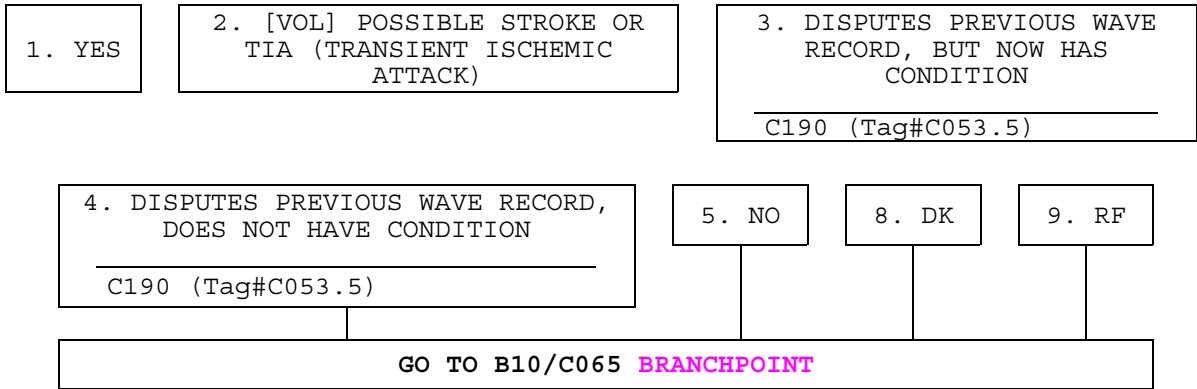 1. YES
2. [VOL] POSSIBLE STROKE OR
TIA (TRANSIENT ISCHEMIC
ATTACK)
3. DISPUTES PREVIOUS WAVE
RECORD, BUT NOW HAS
CONDITION
C190 (Tag#C053.5)
4. DISPUTES PREVIOUS WAVE RECORD,
DOES NOT HAVE CONDITION
C190 (Tag#C053.5)
5. NO
8. DK
9. RF
GO TO B10/C065 BRANCHPOINT